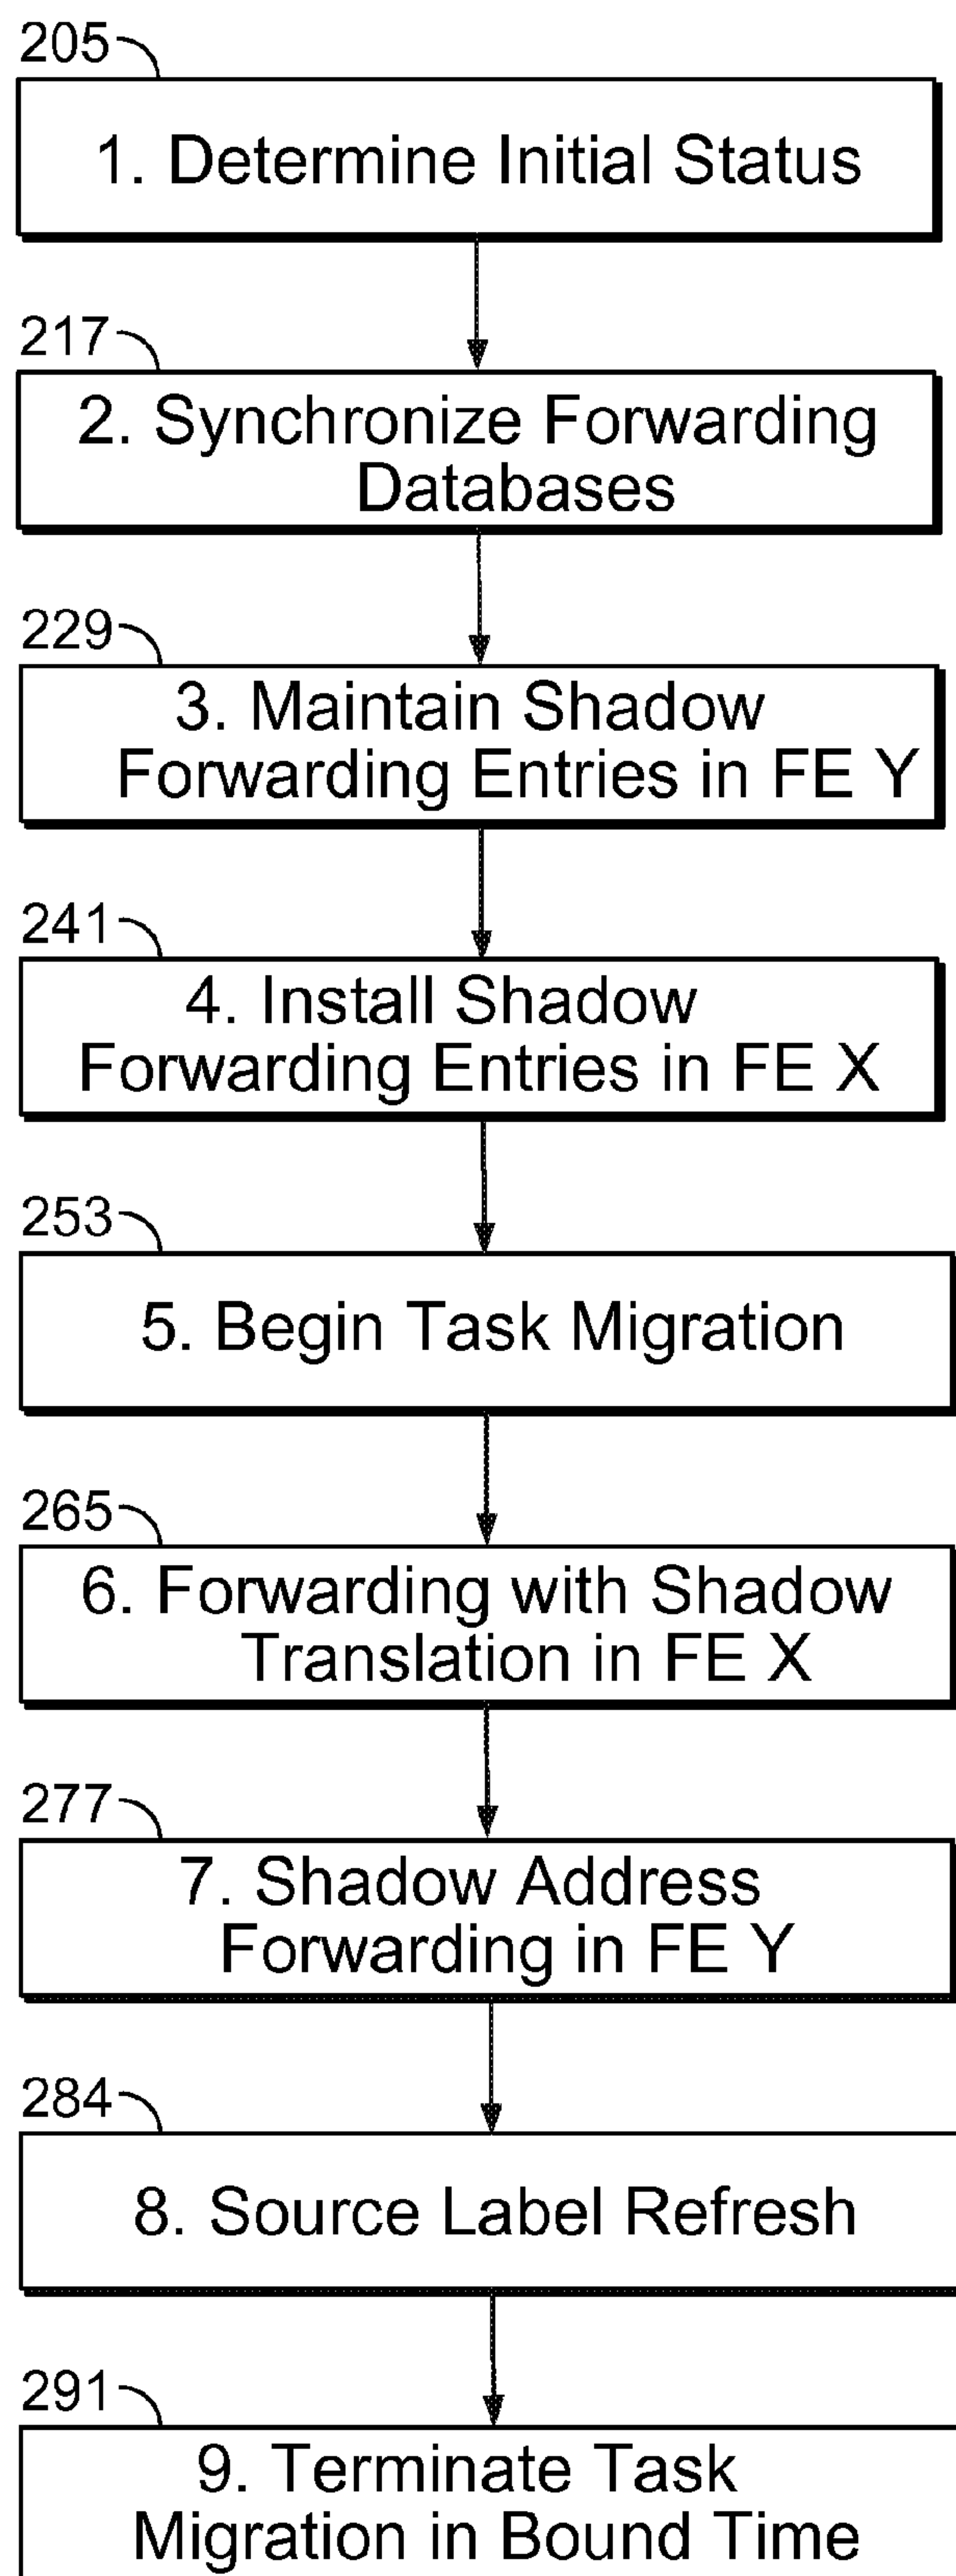 205
1. Determine Initial Status
217
2. Synchronize Forwarding
Databases
229
3. Maintain Shadow
Forwarding Entries in FE Y
241
4. Install Shadow
Forwarding Entries in FE X
253
5. Begin Task Migration
265
6. Forwarding with Shadow
Translation in FE X
277
7. Shadow Address
Forwarding in FE Y
284
8. Source Label Refresh
291
9. Terminate Task
Migration in Bound Time